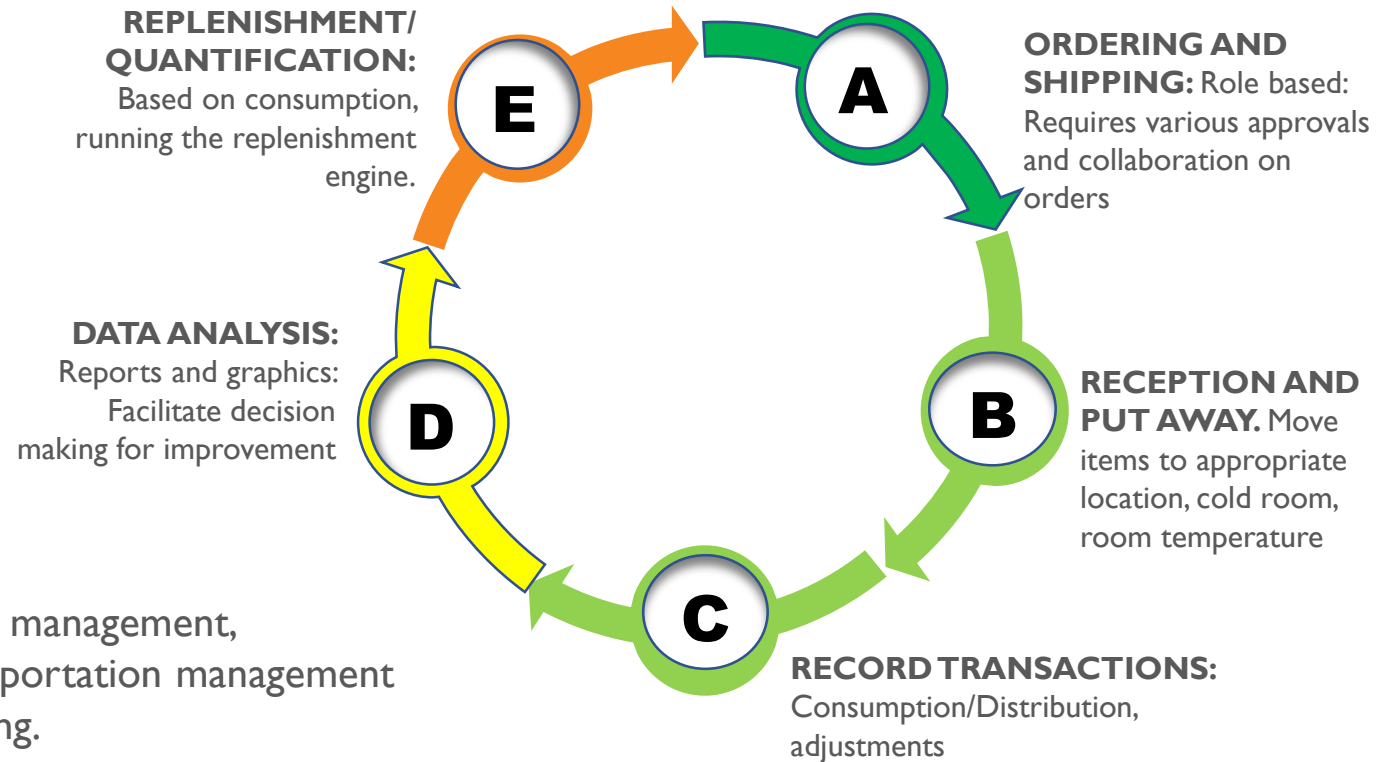 REPLENISHMENT/
QUANTIFICATION:
Based on consumption,
running the replenishment
engine.
E
A
ORDERING AND
SHIPPING: Role based:
Requires various approvals
and collaboration on
orders
DATA ANALYSIS:
Reports and graphics:
Facilitate decision
making for improvement
D
B
RECEPTION AND
PUT AWAY. Move
items to appropriate
location, cold room,
room temperature
C
RECORD TRANSACTIONS:
Consumption/Distribution,
adjustments
management,
portation management
ng.